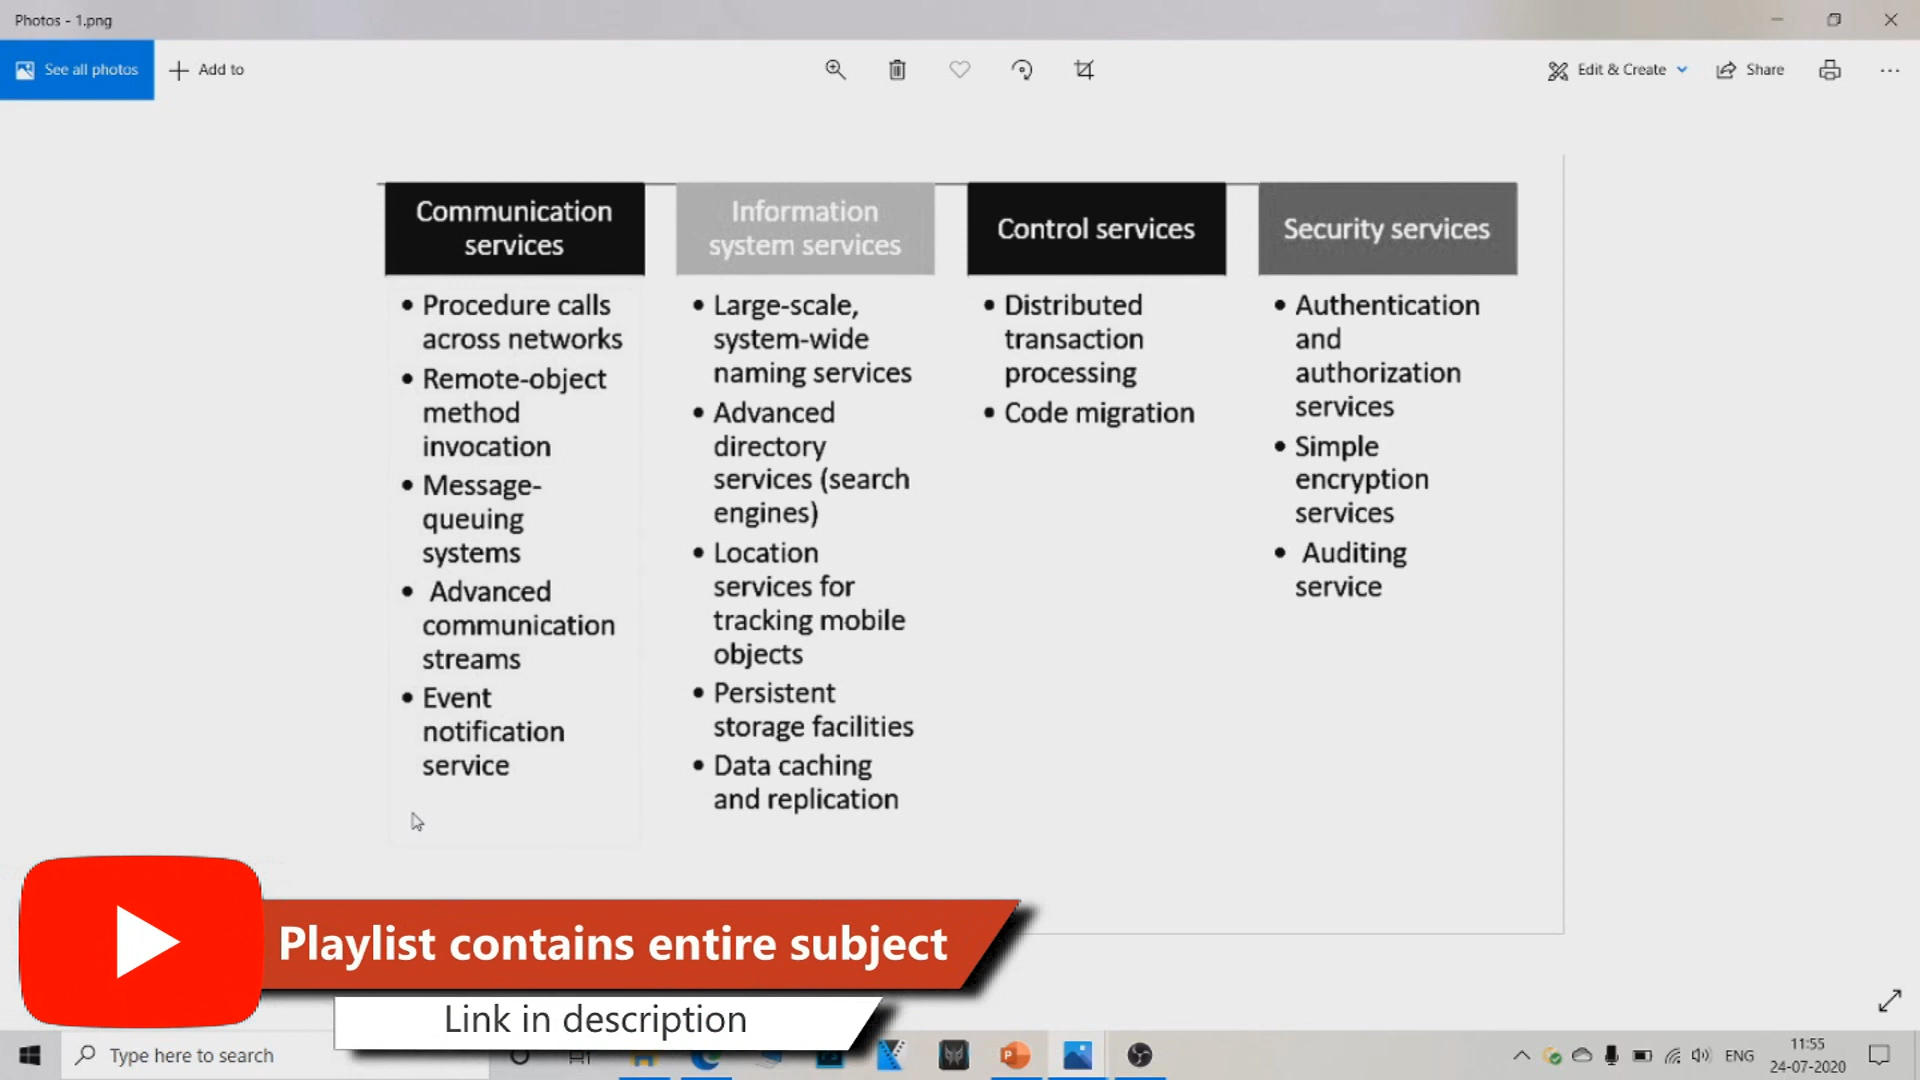 Photos - 1.png
See all photos
Add to
Edit & Create
Share
Communication
services
• Procedure calls
across networks
• Remote-object
method
invocation
• Message-
queuing
systems
• Advanced
communication
streams
• Event
notification
service
Information
system services
• Large-scale,
system-wide
naming services
• Advanced
directory
services (search
engines)
• Location
services for
tracking mobile
objects
• Persistent
storage facilities
• Data caching
and replication
Control services
• Distributed
transaction
processing
• Code migration
Security services
• Authentication
and
authorization
services
• Simple
encryption
services
• Auditing
service
Playlist contains entire subject
Link in description
Type here to search
ENG
11:55
24-07-2020